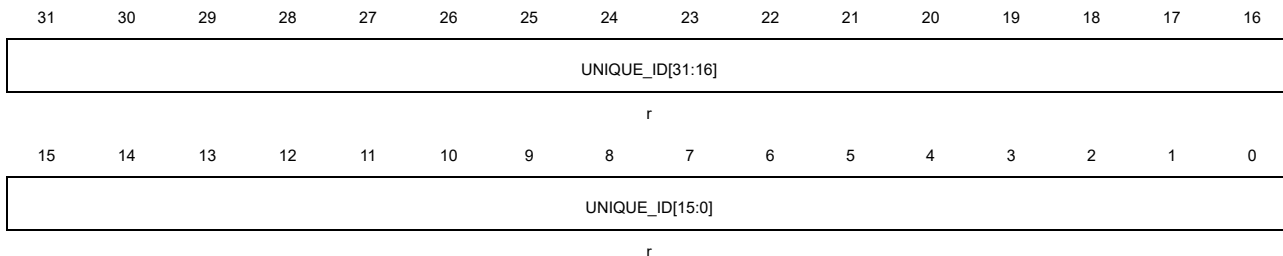 31 30 29 28 27 26 25 24 23 22 21 20 19 18 17 16
UNIQUE_ID[31:16]
r
15 14 13 12 11 10 9 8 7 6 5 4 3 2 1 0
UNIQUE_ID[15:0]
r